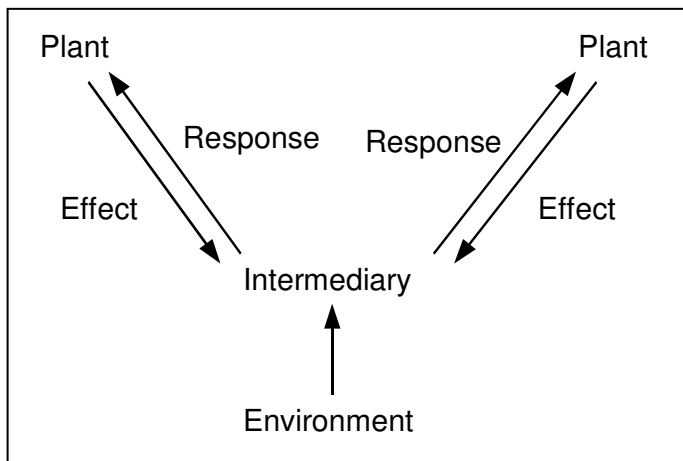 Plant Plant
Response Response
Effect Effect
Intermediary
Environment